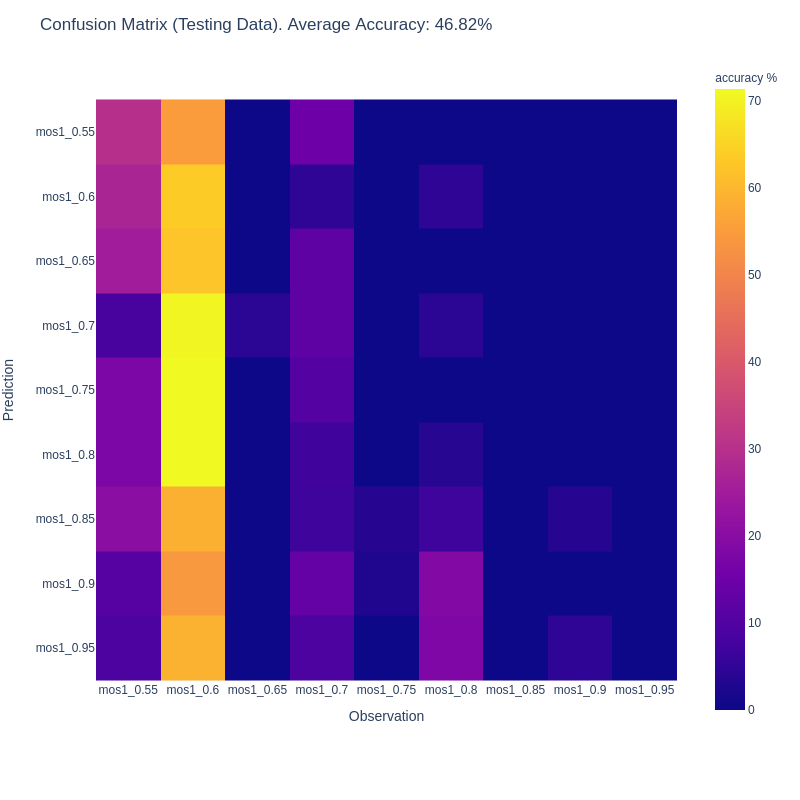 Confusion Matrix (Testing Data). Average Accuracy: 46.82%
accuracy %
70
60
50
40
30
20
10
0
Prediction
mos1_0.55
mos1_0.6
mos1_0.65
mos1_0.7
mos1_0.75
mos1_0.8
mos1_0.85
mos1_0.9
mos1_0.95
mos1_0.55 mos1_0.6 mos1_0.65 mos1_0.7 mos1_0.75 mos1_0.8 mos1_0.85 mos1_0.9 mos1_0.95
Observation